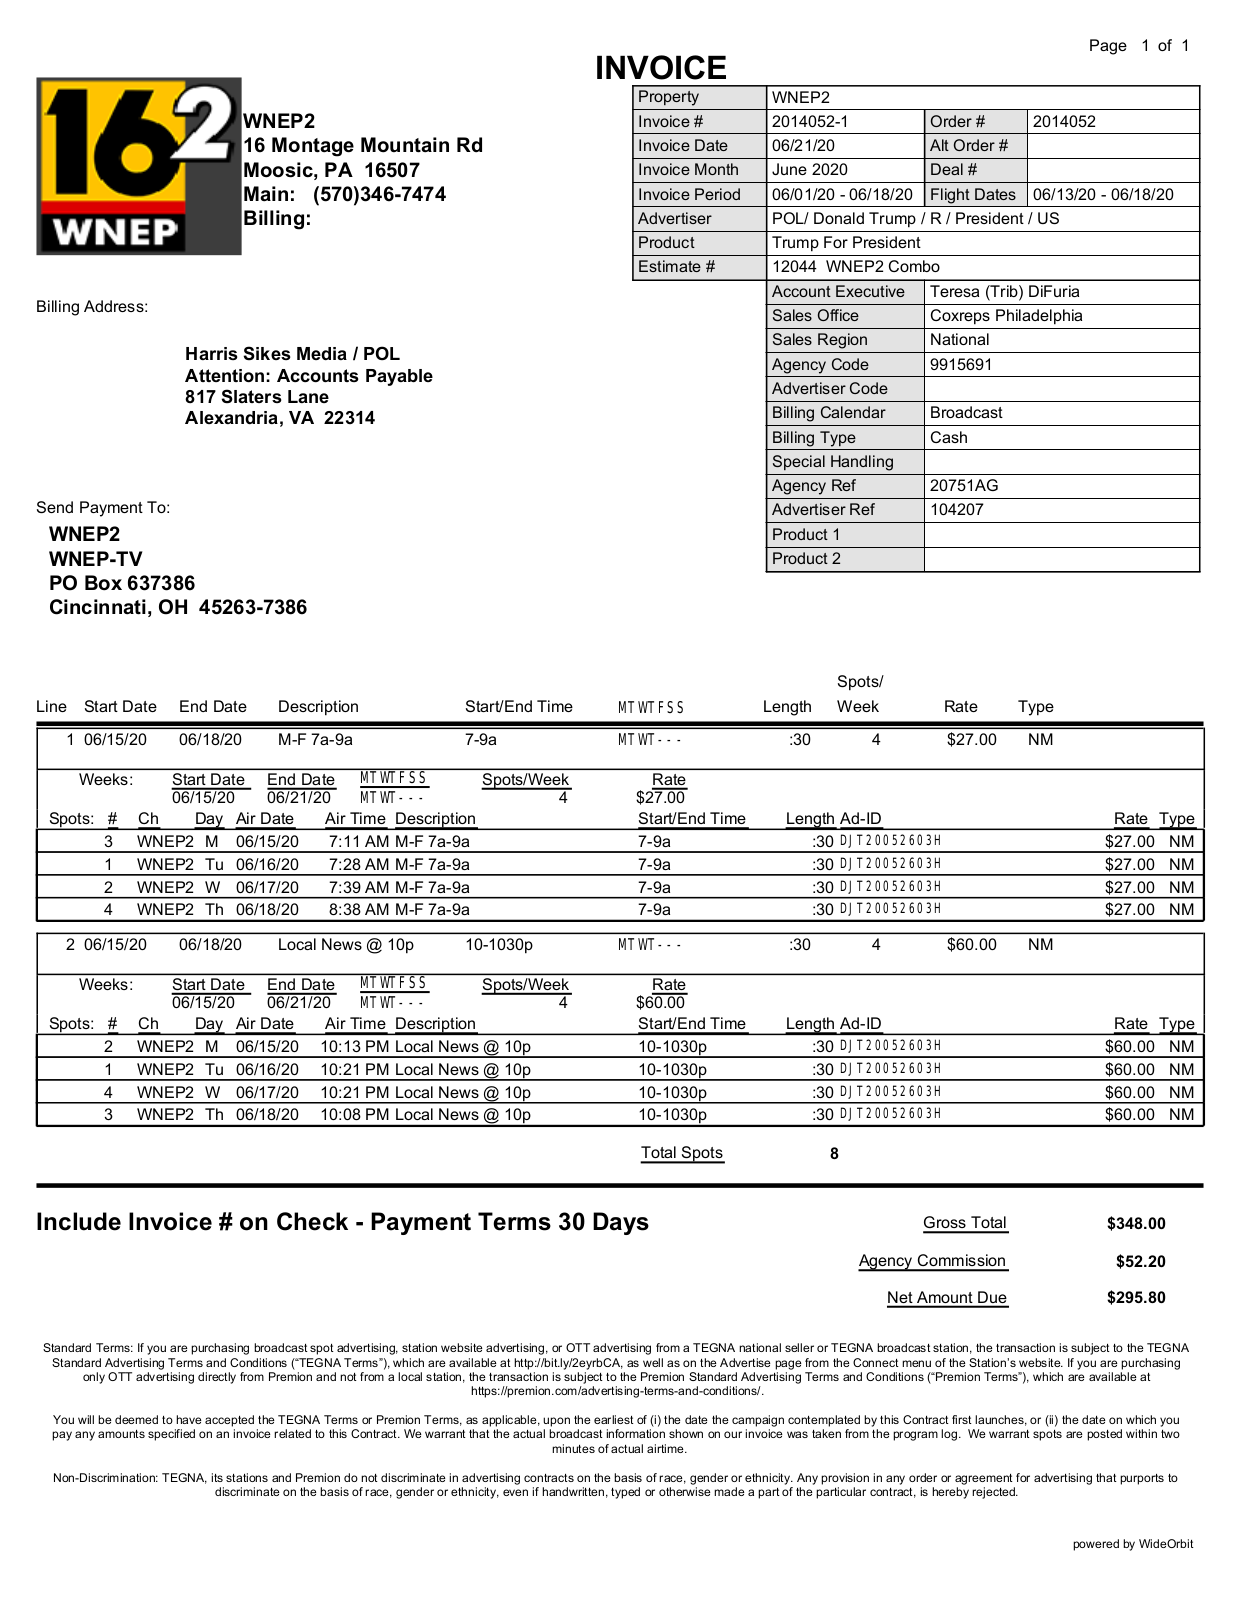 Page 1 of 1
INVOICE
16 2
WNEP
WNEP2
16 Montage Mountain Rd
Moosic, PA 16507
Main: (570)346-7474
Billing:
Property WNEP2
Invoice # 2014052-1 Order # 2014052
Invoice Date 06/21/20 Alt Order #
Invoice Month June 2020 Deal #
Invoice Period 06/01/20 - 06/18/20 Flight Dates 06/13/20 - 06/18/20
Advertiser POL/ Donald Trump / R / President / US
Product Trump For President
Estimate # 12044 WNEP2 Combo
Account Executive Teresa (Trib) DiFuria
Sales Office Coxreps Philadelphia
Sales Region National
Agency Code 9915691
Advertiser Code
Billing Calendar Broadcast
Billing Type Cash
Special Handling
Agency Ref 20751AG
Advertiser Ref 104207
Product 1
Product 2
Billing Address:
Harris Sikes Media / POL
Attention: Accounts Payable
817 Slaters Lane
Alexandria, VA 22314
Send Payment To:
WNEP2
WNEP-TV
PO Box 637386
Cincinnati, OH 45263-7386
Spots/
Line Start Date End Date Description Start/End Time MTWTFSS Length Week Rate Type
1 06/15/20 06/18/20 M-F 7a-9a 7-9a MTWT--- :30 4 $27.00 NM
Weeks: Start Date End Date MTWTFSS Spots/Week Rate
06/15/20 06/21/20 MTWT--- 4 $27.00
Spots: # Ch Day Air Date Air Time Description Start/End Time Length Ad-ID Rate Type
3 WNEP2 M 06/15/20 7:11 AM M-F 7a-9a 7-9a :30 DJT20052603H $27.00 NM
1 WNEP2 Tu 06/16/20 7:28 AM M-F 7a-9a 7-9a :30 DJT20052603H $27.00 NM
2 WNEP2 W 06/17/20 7:39 AM M-F 7a-9a 7-9a :30 DJT20052603H $27.00 NM
4 WNEP2 Th 06/18/20 8:38 AM M-F 7a-9a 7-9a :30 DJT20052603H $27.00 NM
2 06/15/20 06/18/20 Local News @ 10p 10-1030p MTWT--- :30 4 $60.00 NM
Weeks: Start Date End Date MTWTFSS Spots/Week Rate
06/15/20 06/21/20 MTWT--- 4 $60.00
Spots: # Ch Day Air Date Air Time Description Start/End Time Length Ad-ID Rate Type
2 WNEP2 M 06/15/20 10:13 PM Local News @ 10p 10-1030p :30 DJT20052603H $60.00 NM
1 WNEP2 Tu 06/16/20 10:21 PM Local News @ 10p 10-1030p :30 DJT20052603H $60.00 NM
4 WNEP2 W 06/17/20 10:21 PM Local News @ 10p 10-1030p :30 DJT20052603H $60.00 NM
3 WNEP2 Th 06/18/20 10:08 PM Local News @ 10p 10-1030p :30 DJT20052603H $60.00 NM
Total Spots 8
Include Invoice # on Check - Payment Terms 30 Days
Gross Total $348.00
Agency Commission $52.20
Net Amount Due $295.80
Standard Terms: If you are purchasing broadcast spot advertising, station website advertising, or OTT advertising from a TEGNA national seller or TEGNA broadcast station, the transaction is subject to the TEGNA
Standard Advertising Terms and Conditions (“TEGNA Terms”), which are available at http://bit.ly/2eyrbCA, as well as on the Advertise page from the Connect menu of the Station’s website. If you are purchasing
only OTT advertising directly from Premion and not from a local station, the transaction is subject to the Premion Standard Advertising Terms and Conditions (“Premion Terms”), which are available at
https://premion.com/advertising-terms-and-conditions/.
You will be deemed to have accepted the TEGNA Terms or Premion Terms, as applicable, upon the earliest of (i) the date the campaign contemplated by this Contract first launches, or (ii) the date on which you
pay any amounts specified on an invoice related to this Contract. We warrant that the actual broadcast information shown on our invoice was taken from the program log. We warrant spots are posted within two
minutes of actual airtime.
Non-Discrimination: TEGNA, its stations and Premion do not discriminate in advertising contracts on the basis of race, gender or ethnicity. Any provision in any order or agreement for advertising that purports to
discriminate on the basis of race, gender or ethnicity, even if handwritten, typed or otherwise made a part of the particular contract, is hereby rejected.
powered by WideOrbit